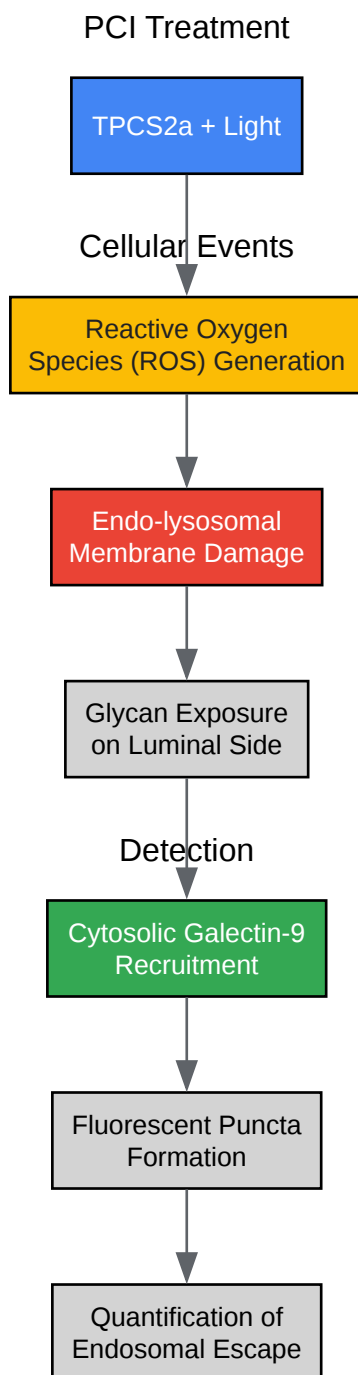 PCI Treatment
TPCS2a + Light
Cellular Events
Reactive Oxygen
Species (ROS) Generation
Endo-lysosomal
Membrane Damage
Glycan Exposure
on Luminal Side
Detection
Cytosolic Galectin-9
Recruitment
Fluorescent Puncta
Formation
Quantification of
Endosomal Escape